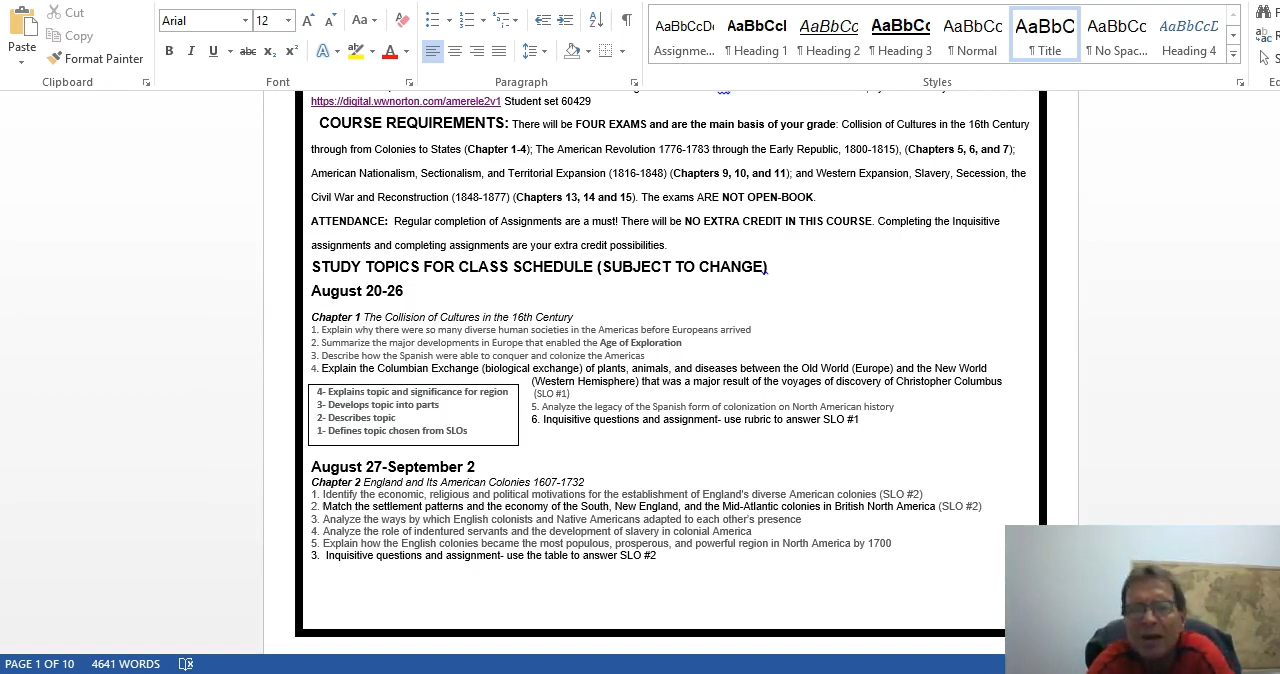 Cut
Copy
Format Painter
Paste
Clipboard
Arial
12
Font
Paragraph
AaBbCcDc AaBbCcI AaBbCc AaBbCc AaBbCc AaBbC AaBbCc AaBbCcD
Assignme... ¶ Heading 1 ¶ Heading 2 ¶ Heading 3 ¶ Normal ¶ Title ¶ No Spac... Heading 4
Styles
https://digital.wwnorton.com/amerele2v1 Student set 60429
COURSE REQUIREMENTS: There will be FOUR EXAMS and are the main basis of your grade: Collision of Cultures in the 16th Century
through from Colonies to States (Chapter 1-4); The American Revolution 1776-1783 through the Early Republic, 1800-1815), (Chapters 5, 6, and 7);
American Nationalism, Sectionalism, and Territorial Expansion (1816-1848) (Chapters 9, 10, and 11); and Western Expansion, Slavery, Secession, the
Civil War and Reconstruction (1848-1877) (Chapters 13, 14 and 15). The exams ARE NOT OPEN-BOOK.
ATTENDANCE: Regular completion of Assignments are a must! There will be NO EXTRA CREDIT IN THIS COURSE. Completing the Inquisitive
assignments and completing assignments are your extra credit possibilities.
STUDY TOPICS FOR CLASS SCHEDULE (SUBJECT TO CHANGE)
August 20-26
Chapter 1 The Collision of Cultures in the 16th Century
1. Explain why there were so many diverse human societies in the Americas before Europeans arrived
2. Summarize the major developments in Europe that enabled the Age of Exploration
3. Describe how the Spanish were able to conquer and colonize the Americas
4. Explain the Columbian Exchange (biological exchange) of plants, animals, and diseases between the Old World (Europe) and the New World
(Western Hemisphere) that was a major result of the voyages of discovery of Christopher Columbus
(SLO #1)
5. Analyze the legacy of the Spanish form of colonization on North American history
6. Inquisitive questions and assignment- use rubric to answer SLO #1
4- Explains topic and significance for region
3- Develops topic into parts
2- Describes topic
1- Defines topic chosen from SLOs
August 27-September 2
Chapter 2 England and Its American Colonies 1607-1732
1. Identify the economic, religious and political motivations for the establishment of England's diverse American colonies (SLO #2)
2. Match the settlement patterns and the economy of the South, New England, and the Mid-Atlantic colonies in British North America (SLO #2)
3. Analyze the ways by which English colonists and Native Americans adapted to each other's presence
4. Analyze the role of indentured servants and the development of slavery in colonial America
5. Explain how the English colonies became the most populous, prosperous, and powerful region in North America by 1700
3. Inquisitive questions and assignment- use the table to answer SLO #2
PAGE 1 OF 10 4641 WORDS